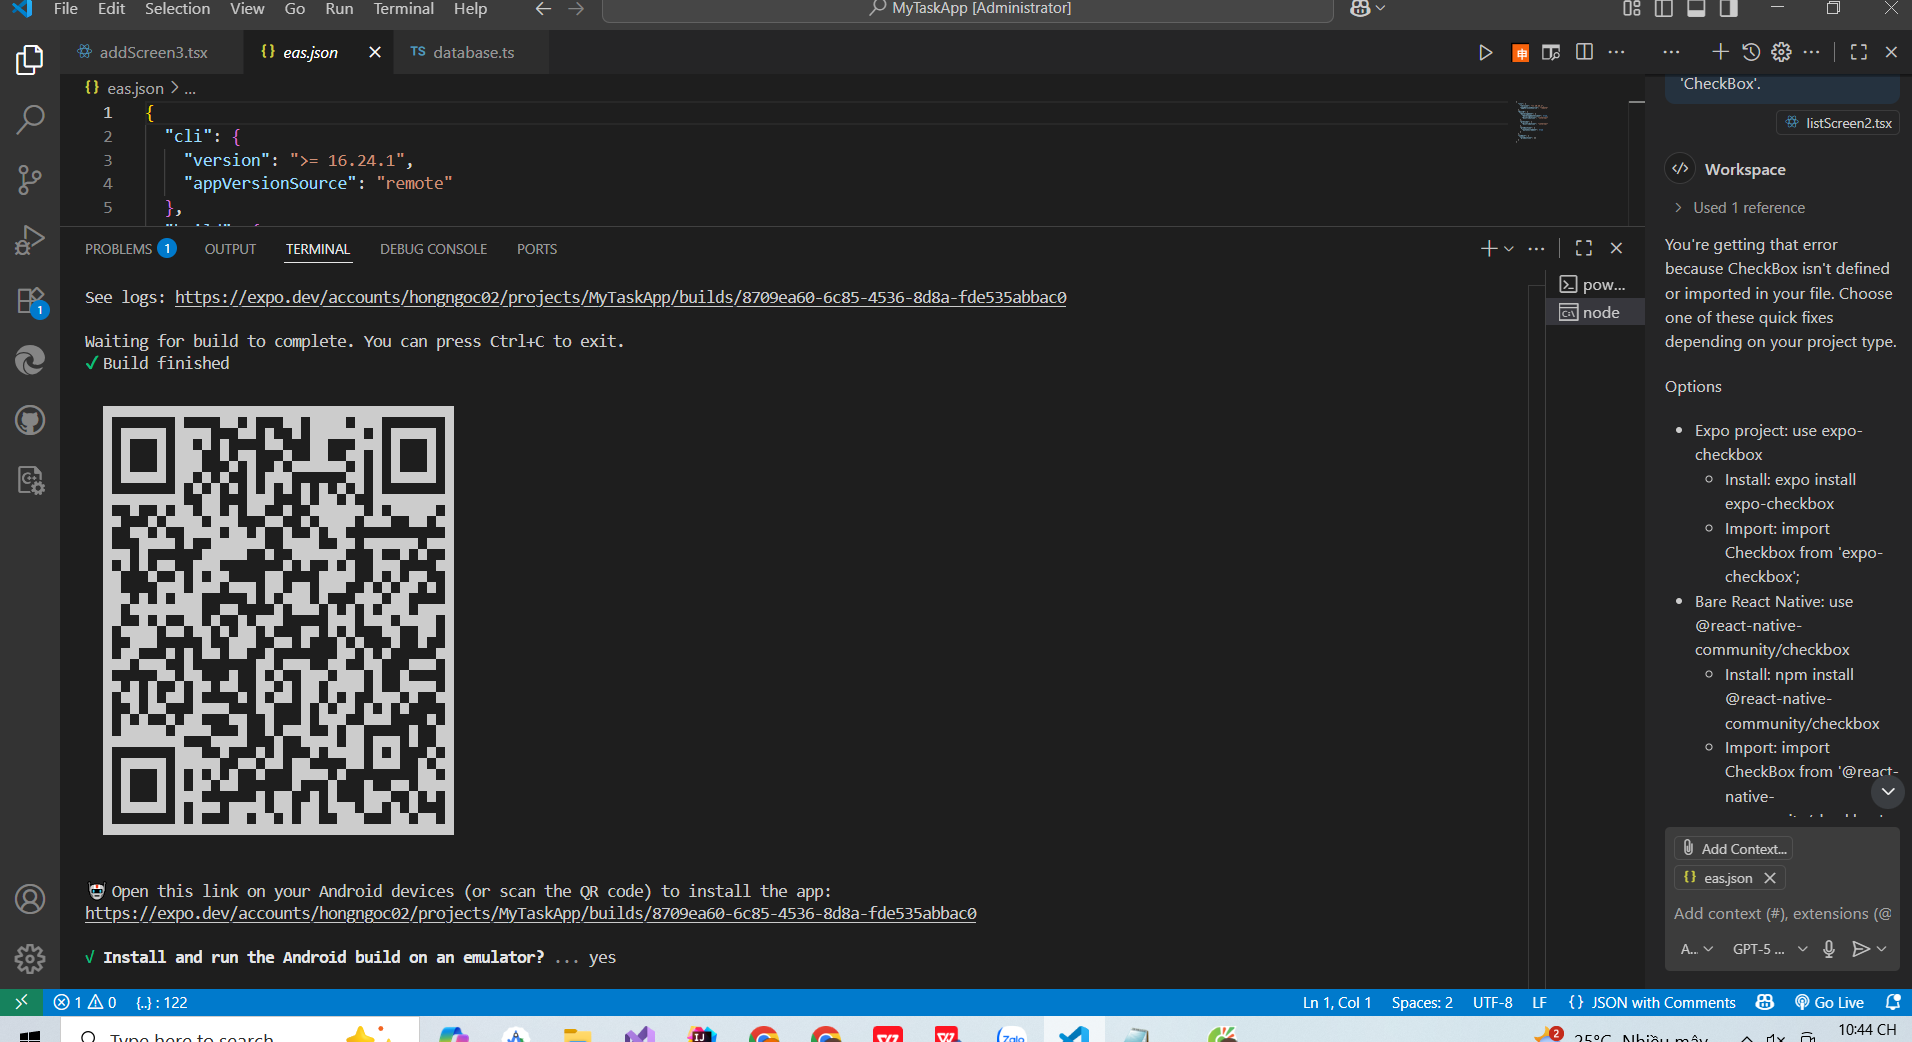 File Edit Selection View Go Run Terminal Help
MyTaskApp [Administrator]
addScreen3.tsx
{} eas.json
TS database.ts
{} eas.json > ...
1 {
2 "cli": {
3 "version": ">= 16.24.1",
4 "appVersionSource": "remote"
5 },
PROBLEMS 1 OUTPUT TERMINAL DEBUG CONSOLE PORTS
See logs: https://expo.dev/accounts/hongngoc02/projects/MyTaskApp/builds/8709ea60-6c85-4536-8d8a-fde535abbac0
Waiting for build to complete. You can press Ctrl+C to exit.
✓ Build finished
Open this link on your Android devices (or scan the QR code) to install the app:
https://expo.dev/accounts/hongngoc02/projects/MyTaskApp/builds/8709ea60-6c85-4536-8d8a-fde535abbac0
√ Install and run the Android build on an emulator? ... yes
pow...
node
'CheckBox'.
listScreen2.tsx
Workspace
> Used 1 reference
You're getting that error
because CheckBox isn't defined
or imported in your file. Choose
one of these quick fixes
depending on your project type.
Options
• Expo project: use expo-
checkbox
◦ Install: expo install
expo-checkbox
◦ Import: import
Checkbox from 'expo-
checkbox';
• Bare React Native: use
@react-native-
community/checkbox
◦ Install: npm install
@react-native-
community/checkbox
◦ Import: import
CheckBox from '@react-
native-
Add Context...
{} eas.json
Add context (#), extensions (@
A.. GPT-5 ...
1 0 {..} : 122
Ln 1, Col 1 Spaces: 2 UTF-8 LF {} JSON with Comments Go Live
1
Type here to search
Zalo
2
25°C Nhiều mây
10:44 CH